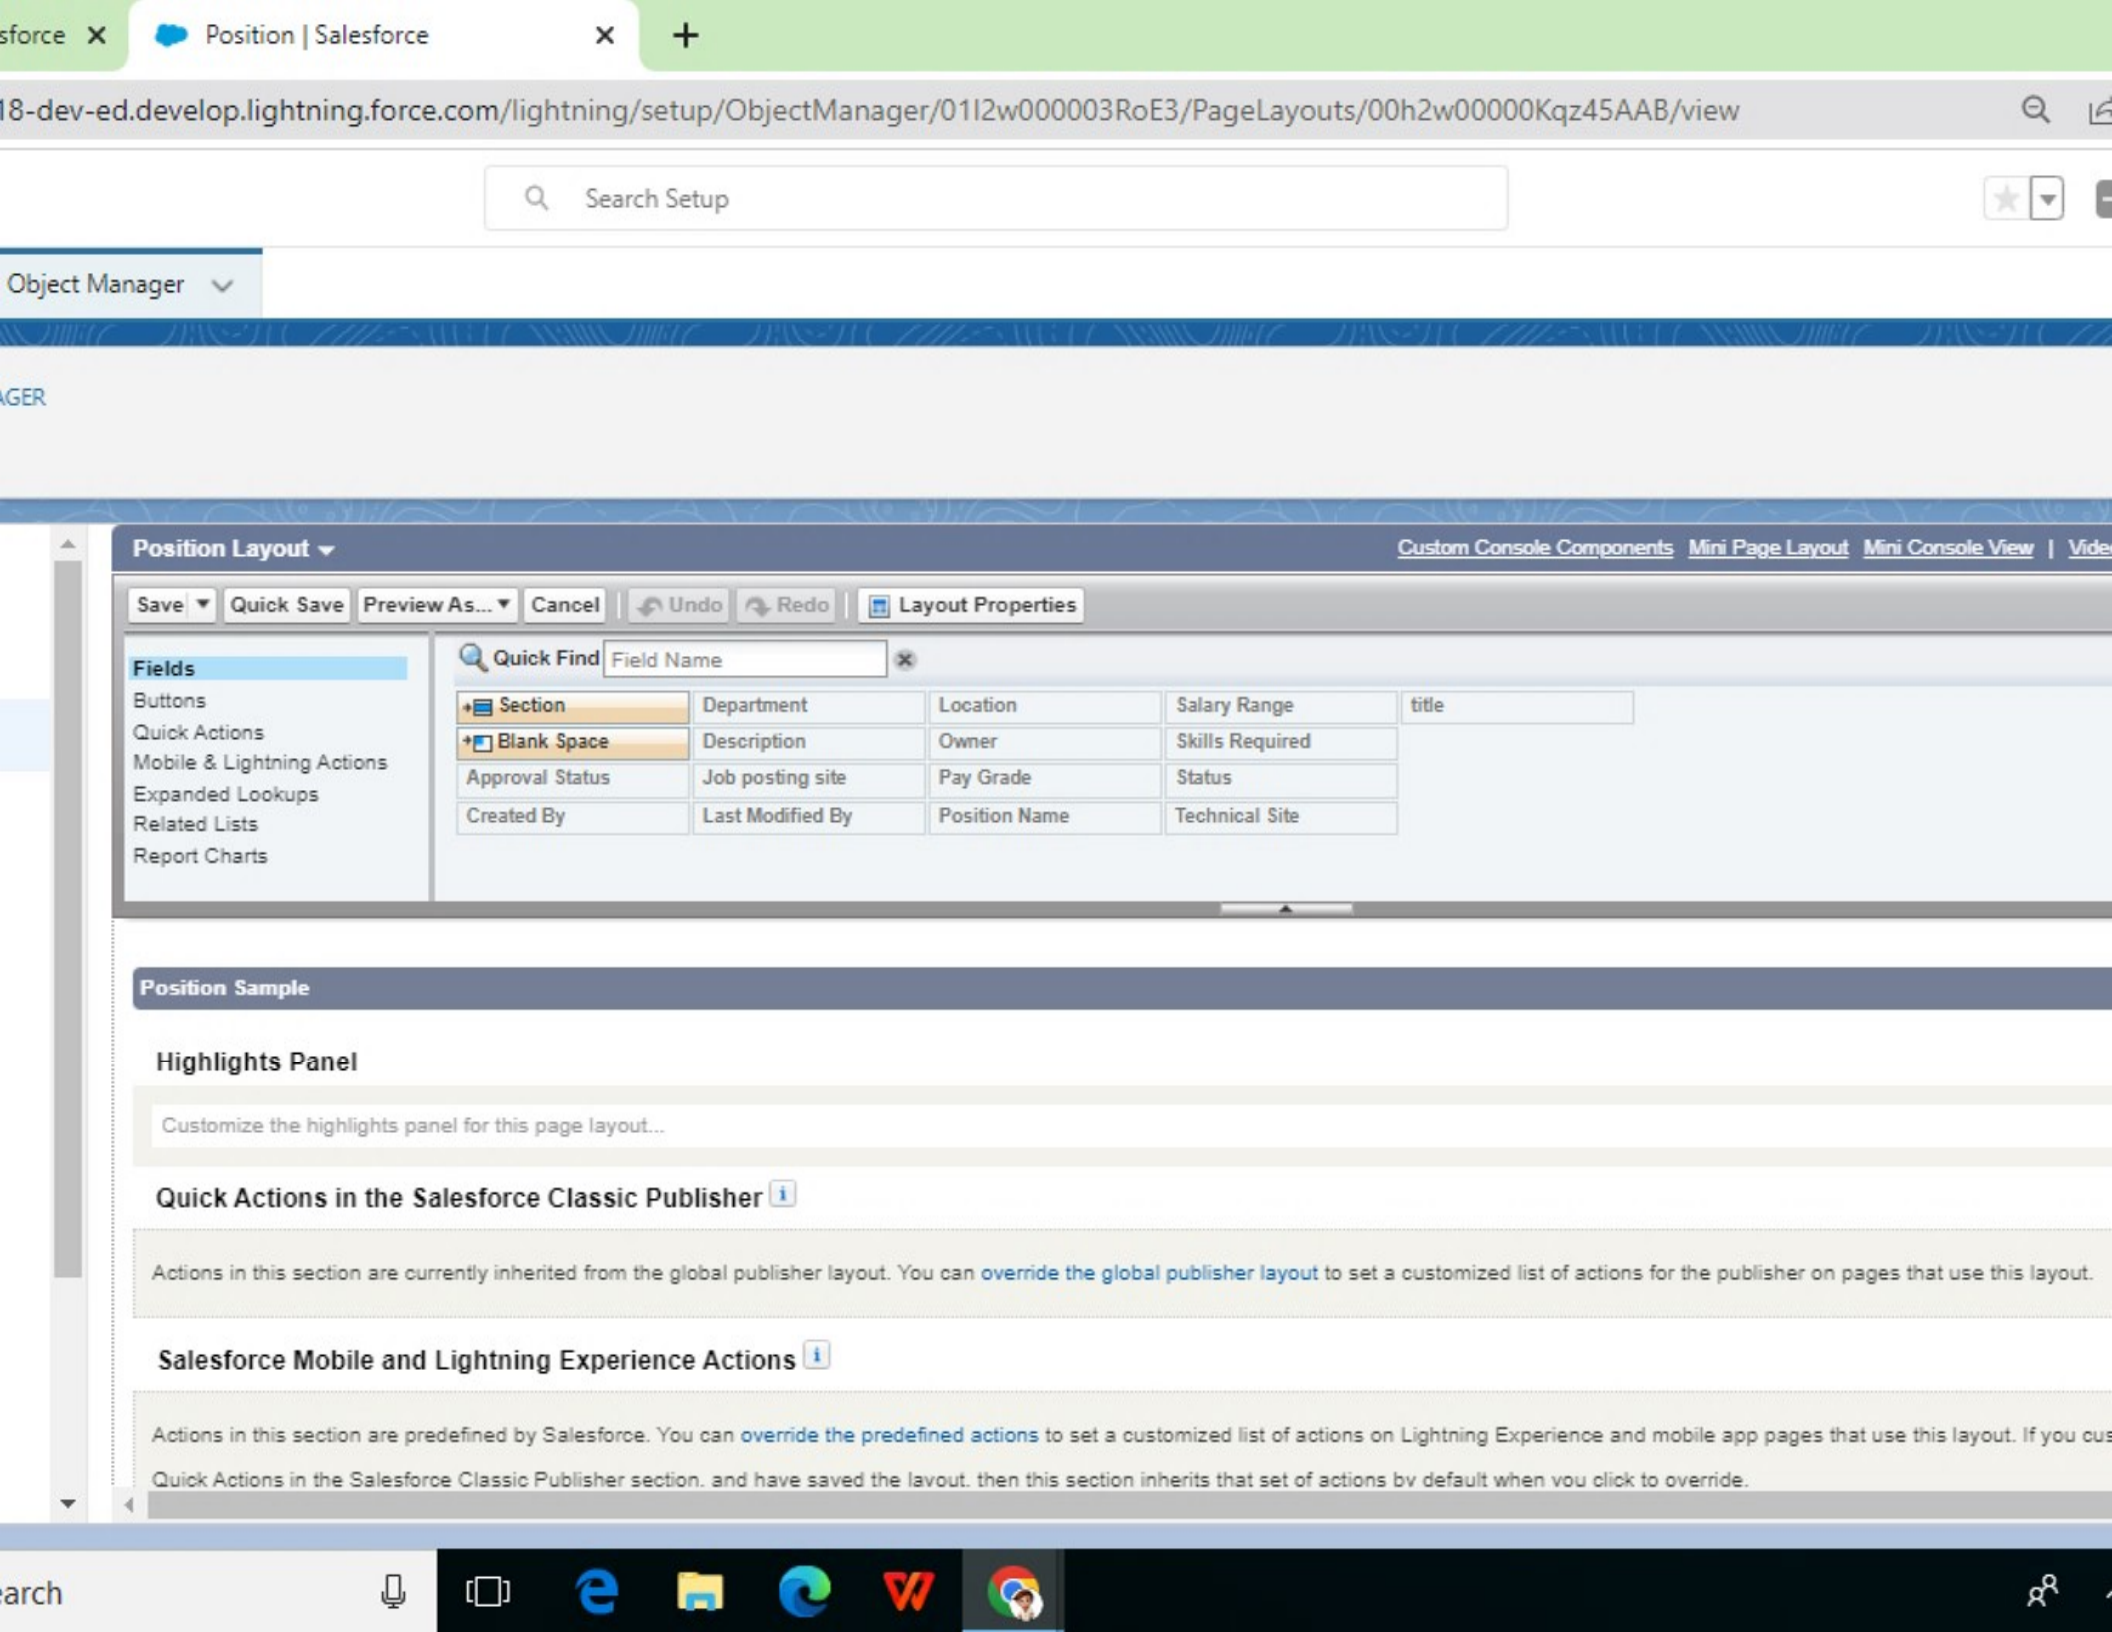 sforce
Position | Salesforce
18-dev-ed.develop.lightning.force.com/lightning/setup/ObjectManager/01I2w000003RoE3/PageLayouts/00h2w00000Kqz45AAB/view
Search Setup
Object Manager
AGER
Position Layout
Custom Console Components Mini Page Layout Mini Console View |
Save Quick Save Preview As... Cancel Undo Redo Layout Properties
Fields
Buttons
Quick Actions
Mobile & Lightning Actions
Expanded Lookups
Related Lists
Report Charts
Quick Find Field Name
Section Department Location Salary Range title
Blank Space Description Owner Skills Required
Approval Status Job posting site Pay Grade Status
Created By Last Modified By Position Name Technical Site
Position Sample
Highlights Panel
Customize the highlights panel for this page layout...
Quick Actions in the Salesforce Classic Publisher i
Actions in this section are currently inherited from the global publisher layout. You can override the global publisher layout to set a customized list of actions for the publisher on pages that use this layout.
Salesforce Mobile and Lightning Experience Actions i
Actions in this section are predefined by Salesforce. You can override the predefined actions to set a customized list of actions on Lightning Experience and mobile app pages that use this layout. If you cus
Quick Actions in the Salesforce Classic Publisher section, and have saved the layout, then this section inherits that set of actions by default when you click to override.
earch